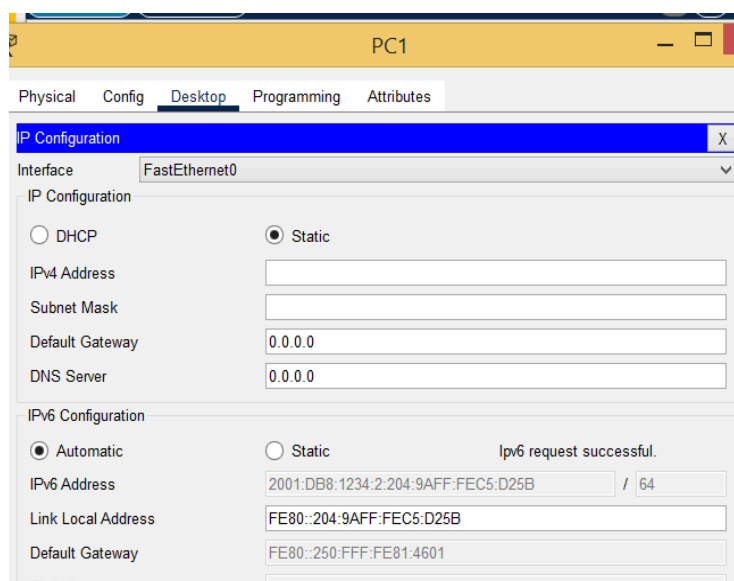 PC1
Physical Config Desktop Programming Attributes
IP Configuration X
Interface FastEthernet0
IP Configuration
DHCP Static
IPv4 Address
Subnet Mask
Default Gateway 0.0.0.0
DNS Server 0.0.0.0
IPv6 Configuration
Automatic Static Ipv6 request successful.
IPv6 Address 2001:DB8:1234:2:204:9AFF:FEC5:D25B / 64
Link Local Address FE80::204:9AFF:FEC5:D25B
Default Gateway FE80::250:FFF:FE81:4601